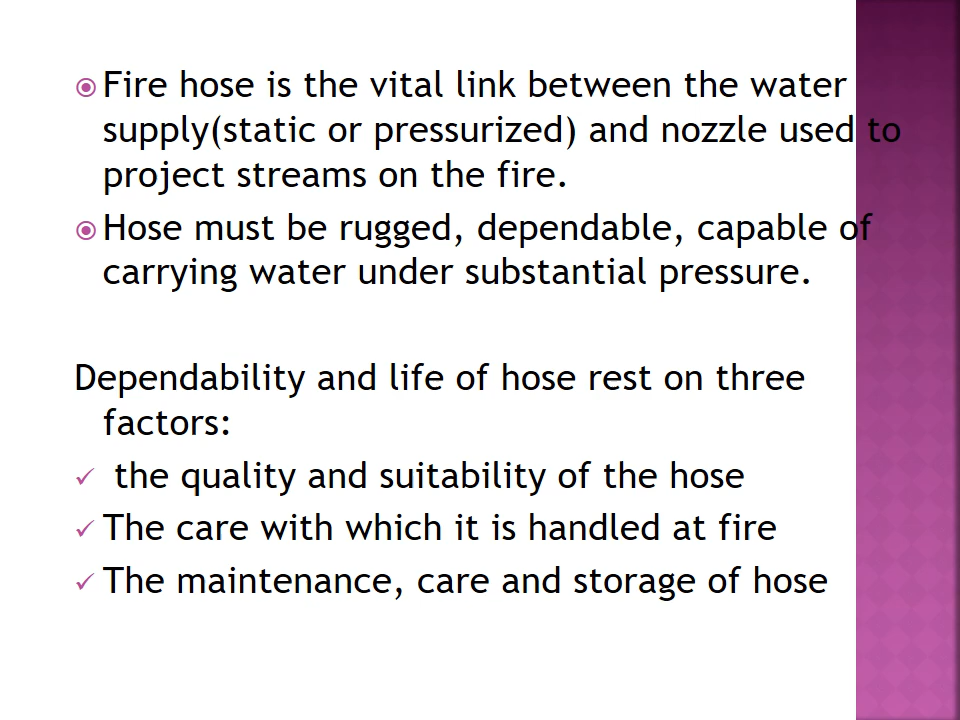 Fire hose is the vital link between the water
supply(static or pressurized) and nozzle used to
project streams on the fire.
Hose must be rugged, dependable, capable of
carrying water under substantial pressure.
Dependability and life of hose rest on three
factors:
the quality and suitability of the hose
The care with which it is handled at fire
The maintenance, care and storage of hose